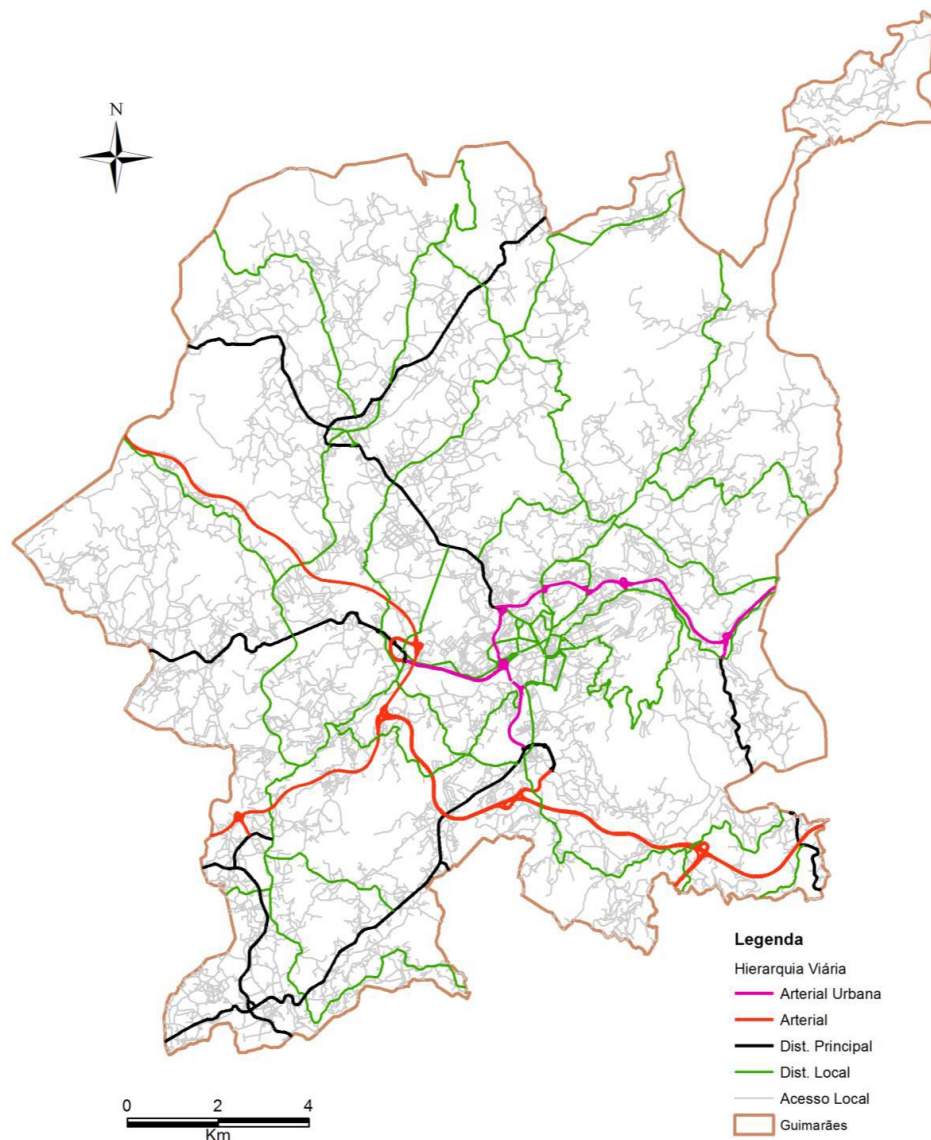 N
Legenda
Hierarquia Viária
Arterial Urbana
Arterial
Dist. Principal
Dist. Local
Acesso Local
Guimarães
0 2 4
Km